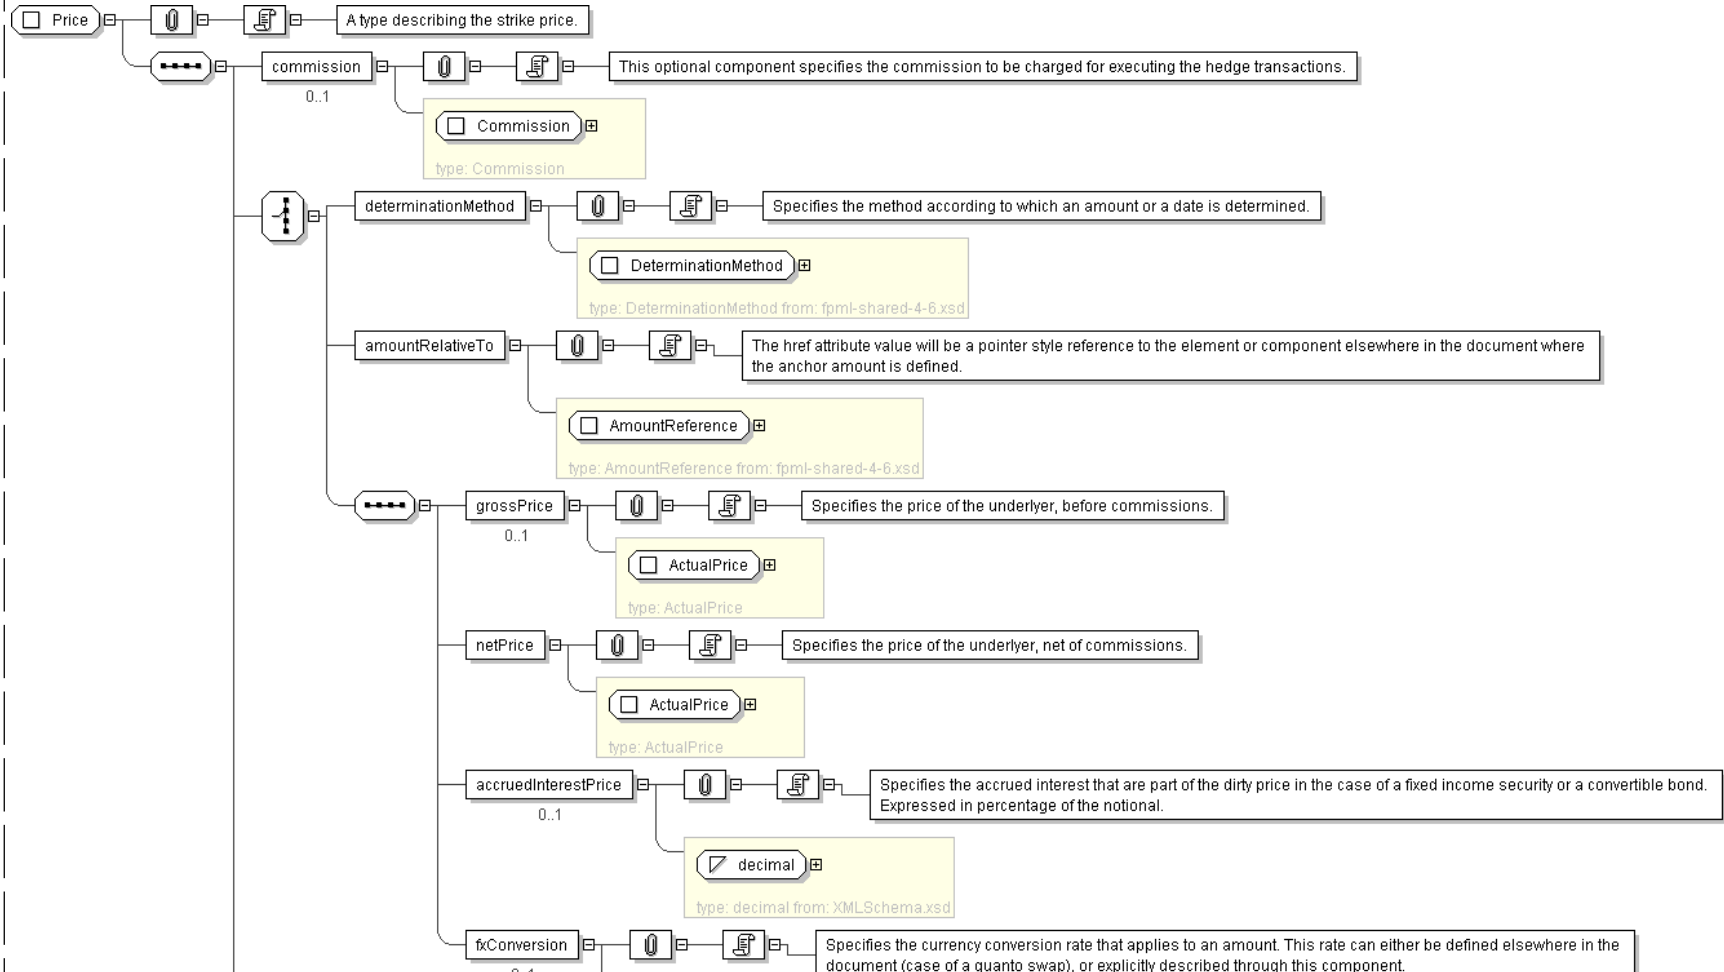 Price
A type describing the strike price.
commission
This optional component specifies the commission to be charged for executing the hedge transactions.
0..1
Commission
type: Commission
determinationMethod
Specifies the method according to which an amount or a date is determined.
DeterminationMethod
type: DeterminationMethod from: fpml-shared-4-6.xsd
amountRelativeTo
The href attribute value will be a pointer style reference to the element or component elsewhere in the document where
the anchor amount is defined.
AmountReference
type: AmountReference from: fpml-shared-4-6.xsd
grossPrice
Specifies the price of the underlyer, before commissions.
0..1
ActualPrice
type: ActualPrice
netPrice
Specifies the price of the underlyer, net of commissions.
ActualPrice
type: ActualPrice
accruedInterestPrice
Specifies the accrued interest that are part of the dirty price in the case of a fixed income security or a convertible bond.
Expressed in percentage of the notional.
0..1
decimal
type: decimal from: XMLSchema.xsd
fxConversion
Specifies the currency conversion rate that applies to an amount. This rate can either be defined elsewhere in the
document (case of a quanto swap), or explicitly described through this component.
0..1